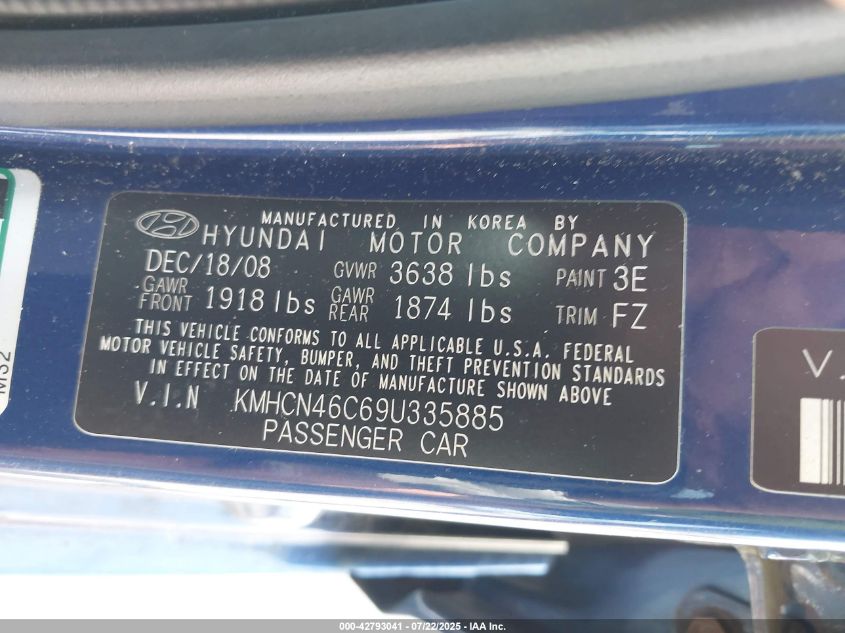 MANUFACTURED IN KOREA BY
HYUNDAI MOTOR COMPANY
DEC/18/08 GVWR 3638 lbs PAINT 3E
GAWR FRONT 1918 lbs GAWR REAR 1874 lbs TRIM FZ
THIS VEHICLE CONFORMS TO ALL APPLICABLE U.S.A. FEDERAL
MOTOR VEHICLE SAFETY, BUMPER, AND THEFT PREVENTION STANDARDS
IN EFFECT ON THE DATE OF MANUFACTURE SHOWN ABOVE
V.I.N KMHCN46C69U335885
PASSENGER CAR
MS2
V.
000-42793041 - 07/22/2025 - IAA Inc.